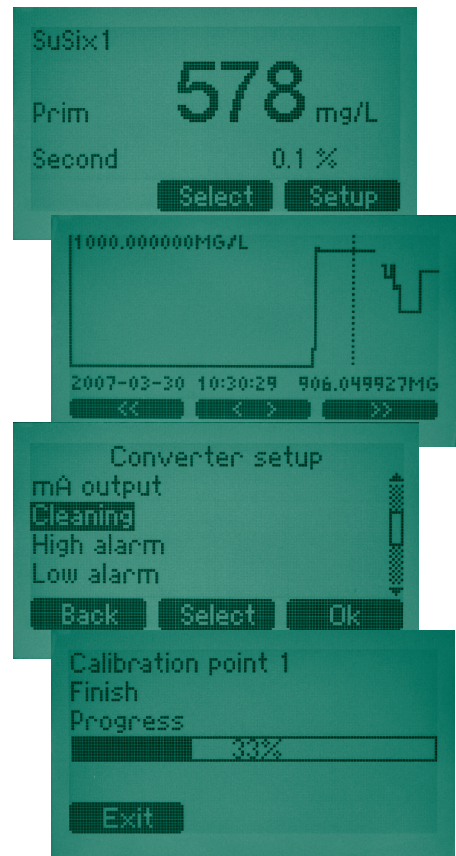 SuSix1
578 mg/L
Prim
Second 0.1 %
Select Setup
1000.000000MG/L
2007-03-30 10:30:29 906.049927MG
<< < > >>
Converter setup
mA output
Cleaning
High alarm
Low alarm
Back Select Ok
Calibration point 1
Finish
Progress
33%
Exit